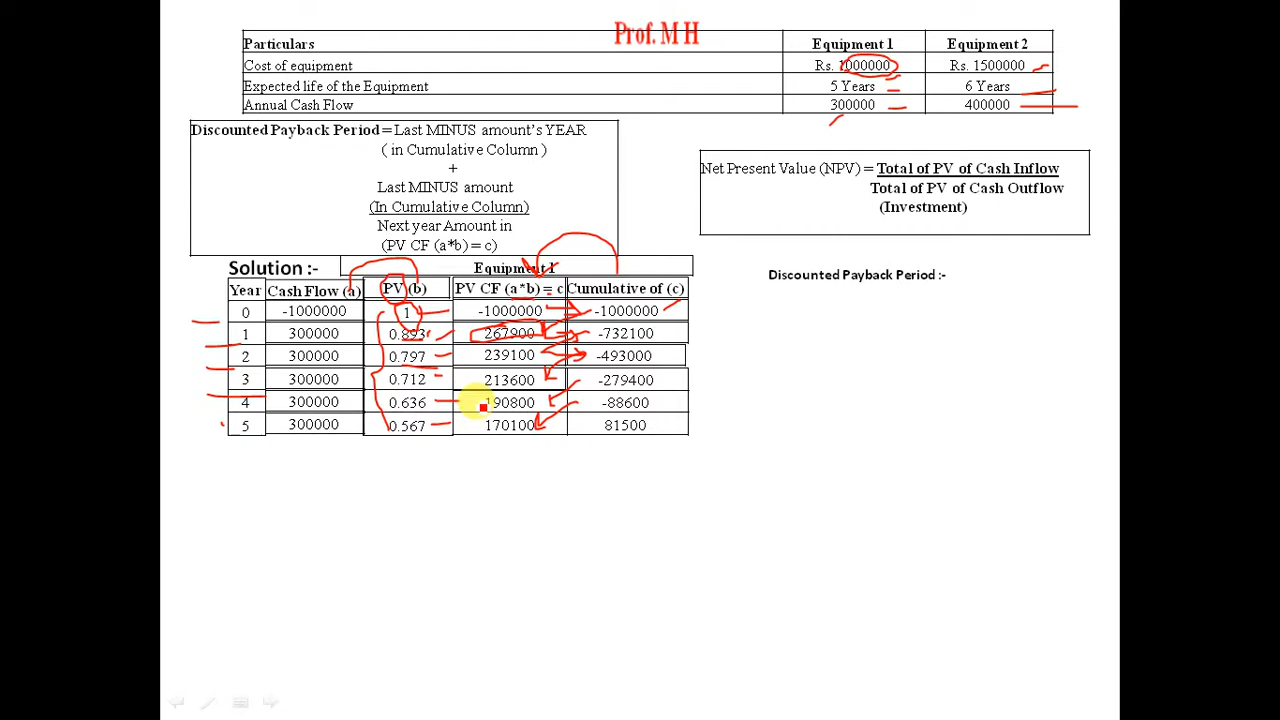 Prof. M H
Particulars Equipment 1 Equipment 2
Cost of equipment Rs. 1000000 Rs. 1500000
Expected life of the Equipment 5 Years 6 Years
Annual Cash Flow 300000 400000
Discounted Payback Period = Last MINUS amount's YEAR
( in Cumulative Column )
+
Last MINUS amount
(In Cumulative Column)
Next year Amount in
(PV CF (a*b) = c)
Net Present Value (NPV) = Total of PV of Cash Inflow
Total of PV of Cash Outflow
(Investment)
Solution :-
Equipment 1
Year Cash Flow (a) PV (b) PV CF (a*b) = c Cumulative of (c)
0 -1000000 1 -1000000 -1000000
1 300000 0.893 267900 -732100
2 300000 0.797 239100 -493000
3 300000 0.712 213600 -279400
4 300000 0.636 190800 -88600
5 300000 0.567 170100 81500
Discounted Payback Period :-